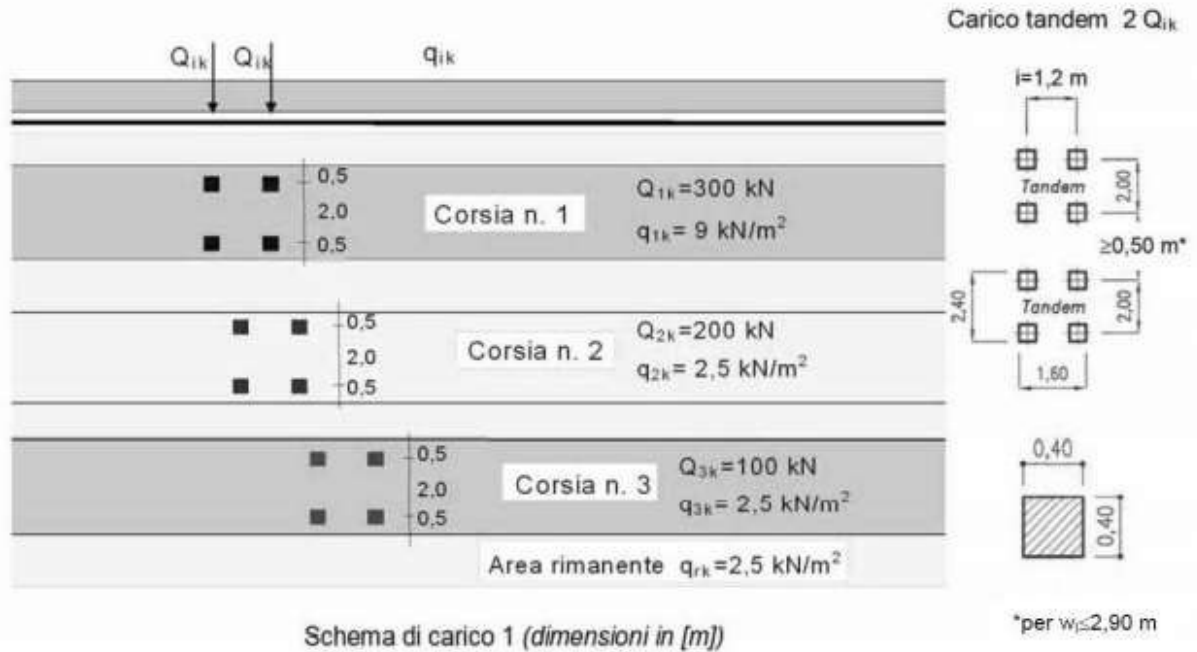 Carico tandem 2 Qik
Qik Qik qik
i=1,2 m
0,5
2.0
0,5
Corsia n. 1
Q1k=300 kN
q1k= 9 kN/m²
Tandem
2,00
≥0,50 m*
0,5
2.0
0,5
Corsia n. 2
Q2k=200 kN
q2k= 2,5 kN/m²
2,40
Tandem
2,00
1,60
0,5
2.0
0,5
Corsia n. 3
Q3k=100 kN
q3k= 2,5 kN/m²
0,40
0,40
Area rimanente qrk=2,5 kN/m²
Schema di carico 1 (dimensioni in [m])
*per wl≤2,90 m